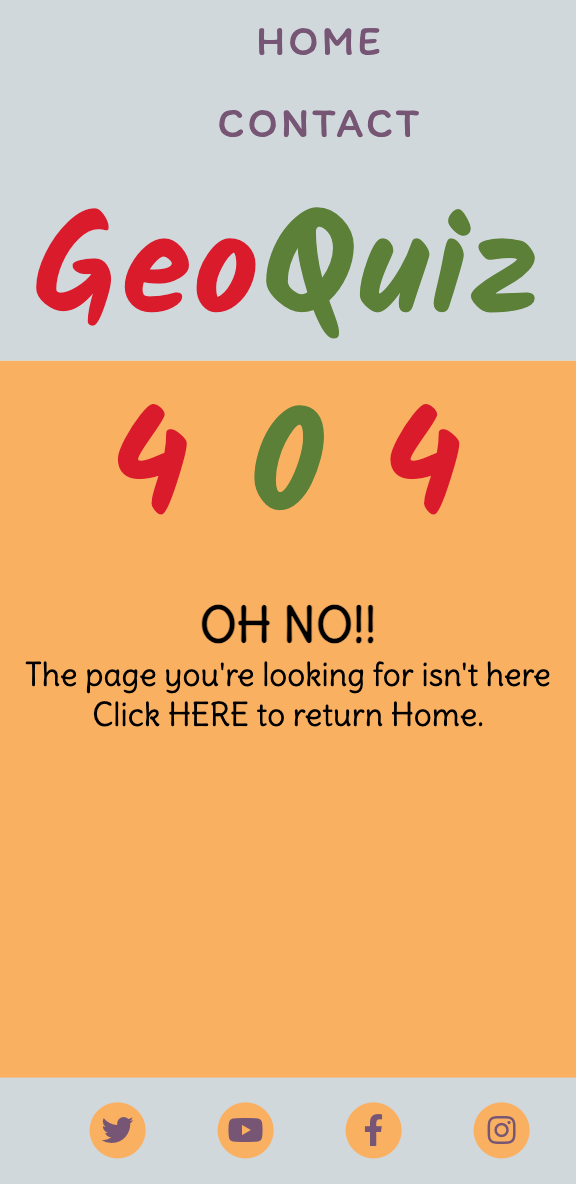 HOME
CONTACT
GeoQuiz
4 0 4
OH NO!!
The page you're looking for isn't here
Click HERE to return Home.